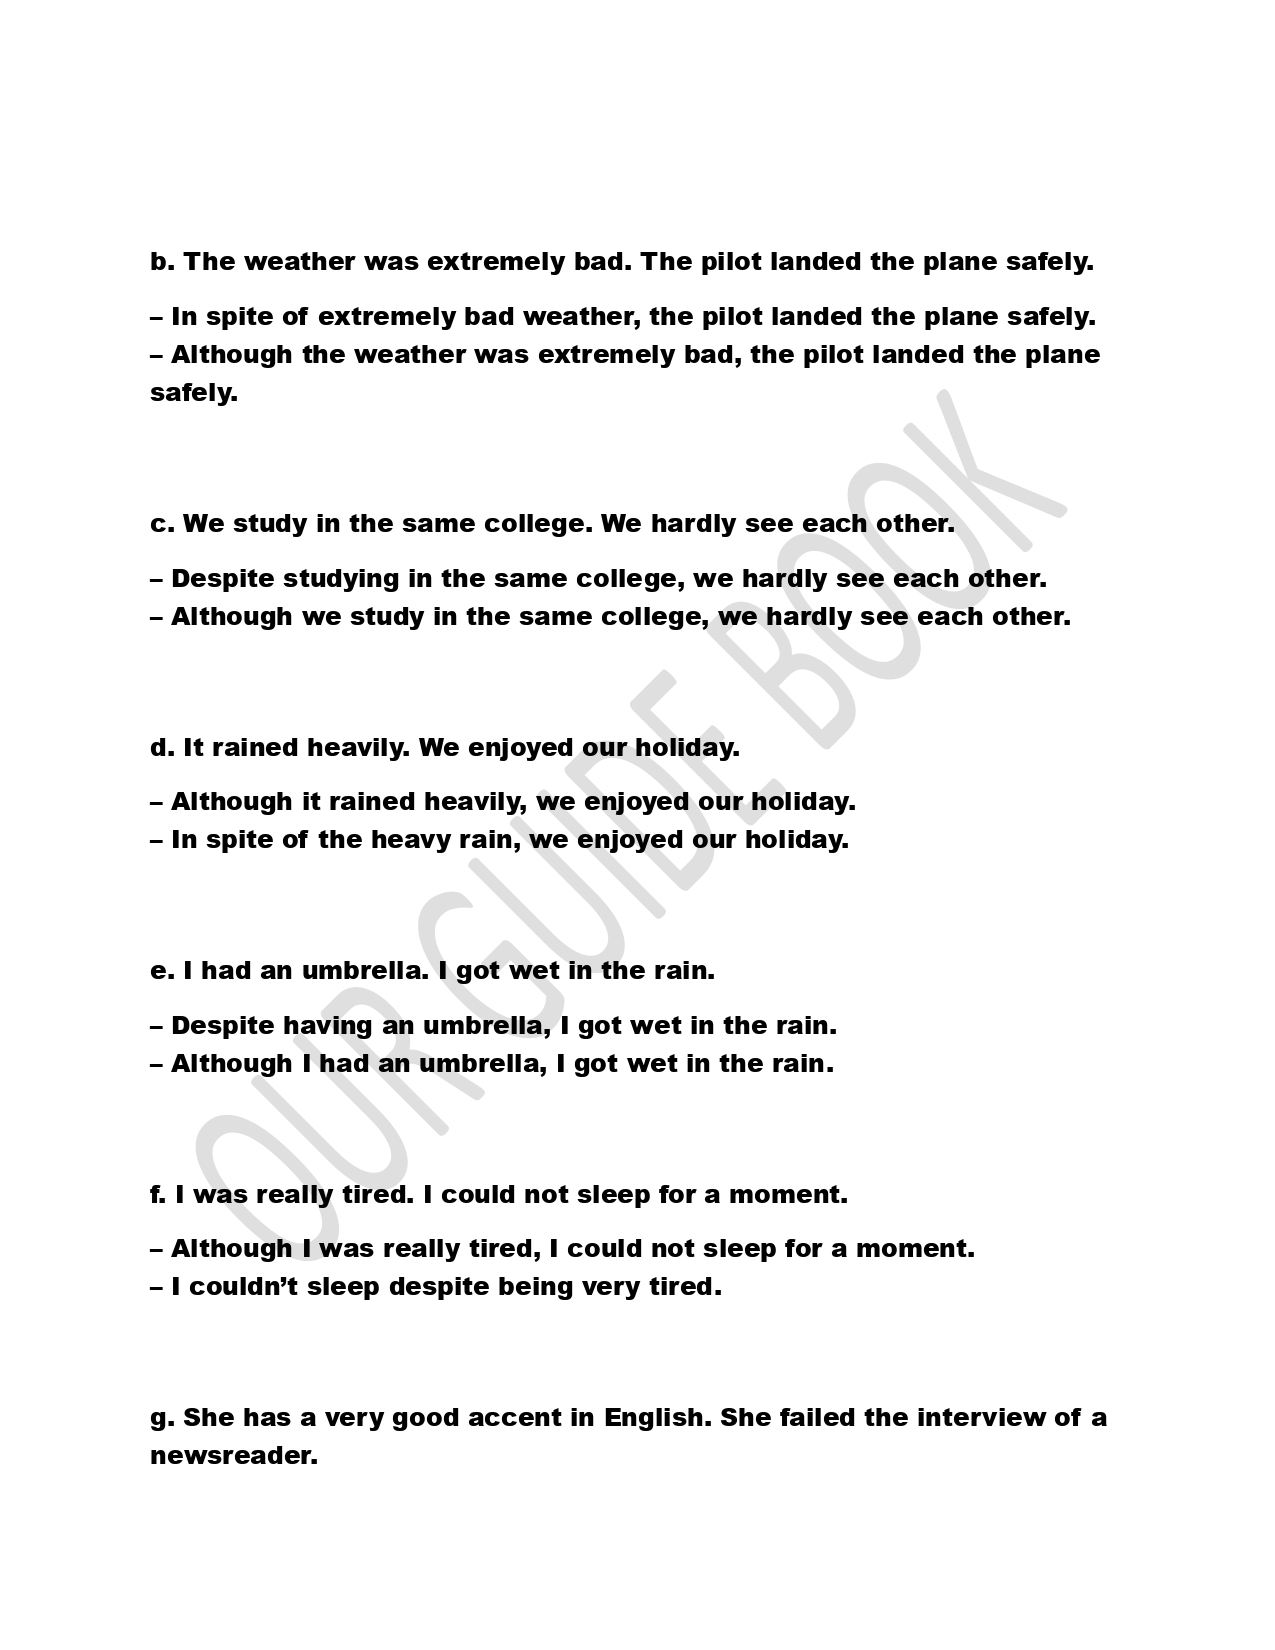 b. The weather was extremely bad. The pilot landed the plane safely.
– In spite of extremely bad weather, the pilot landed the plane safely.
– Although the weather was extremely bad, the pilot landed the plane
safely.
c. We study in the same college. We hardly see each other.
– Despite studying in the same college, we hardly see each other.
– Although we study in the same college, we hardly see each other.
d. It rained heavily. We enjoyed our holiday.
– Although it rained heavily, we enjoyed our holiday.
– In spite of the heavy rain, we enjoyed our holiday.
e. I had an umbrella. I got wet in the rain.
– Despite having an umbrella, I got wet in the rain.
– Although I had an umbrella, I got wet in the rain.
f. I was really tired. I could not sleep for a moment.
– Although I was really tired, I could not sleep for a moment.
– I couldn’t sleep despite being very tired.
g. She has a very good accent in English. She failed the interview of a
newsreader.
OUR GUIDE BOOK